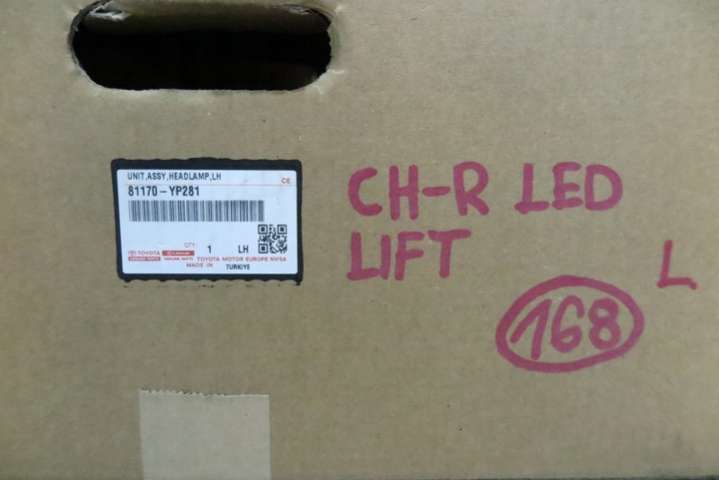 UNIT,ASSY,HEADLAMP,LH
CE
81170-YP281
QTY 1 LH
TOYOTA
TOYOTA MOTOR EUROPE NV/SA
MADE IN TURKIYE
CH-R LED
LIFT
L
168